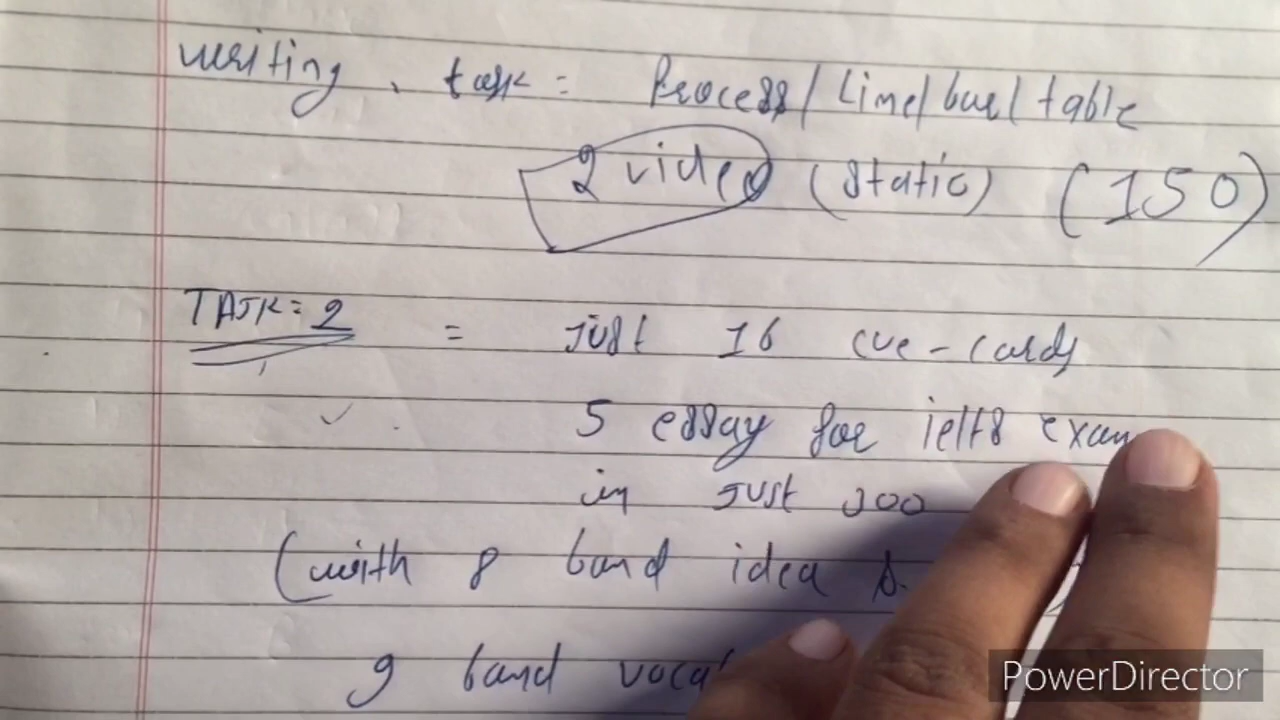 writing task = Process/Line/bar/table
2 video (static) (150)
TASK= 2 = Just 16 cue-cards
5 essay for ielts exam
in Just 300
(with 8 band idea &
9 band vocab
PowerDirector